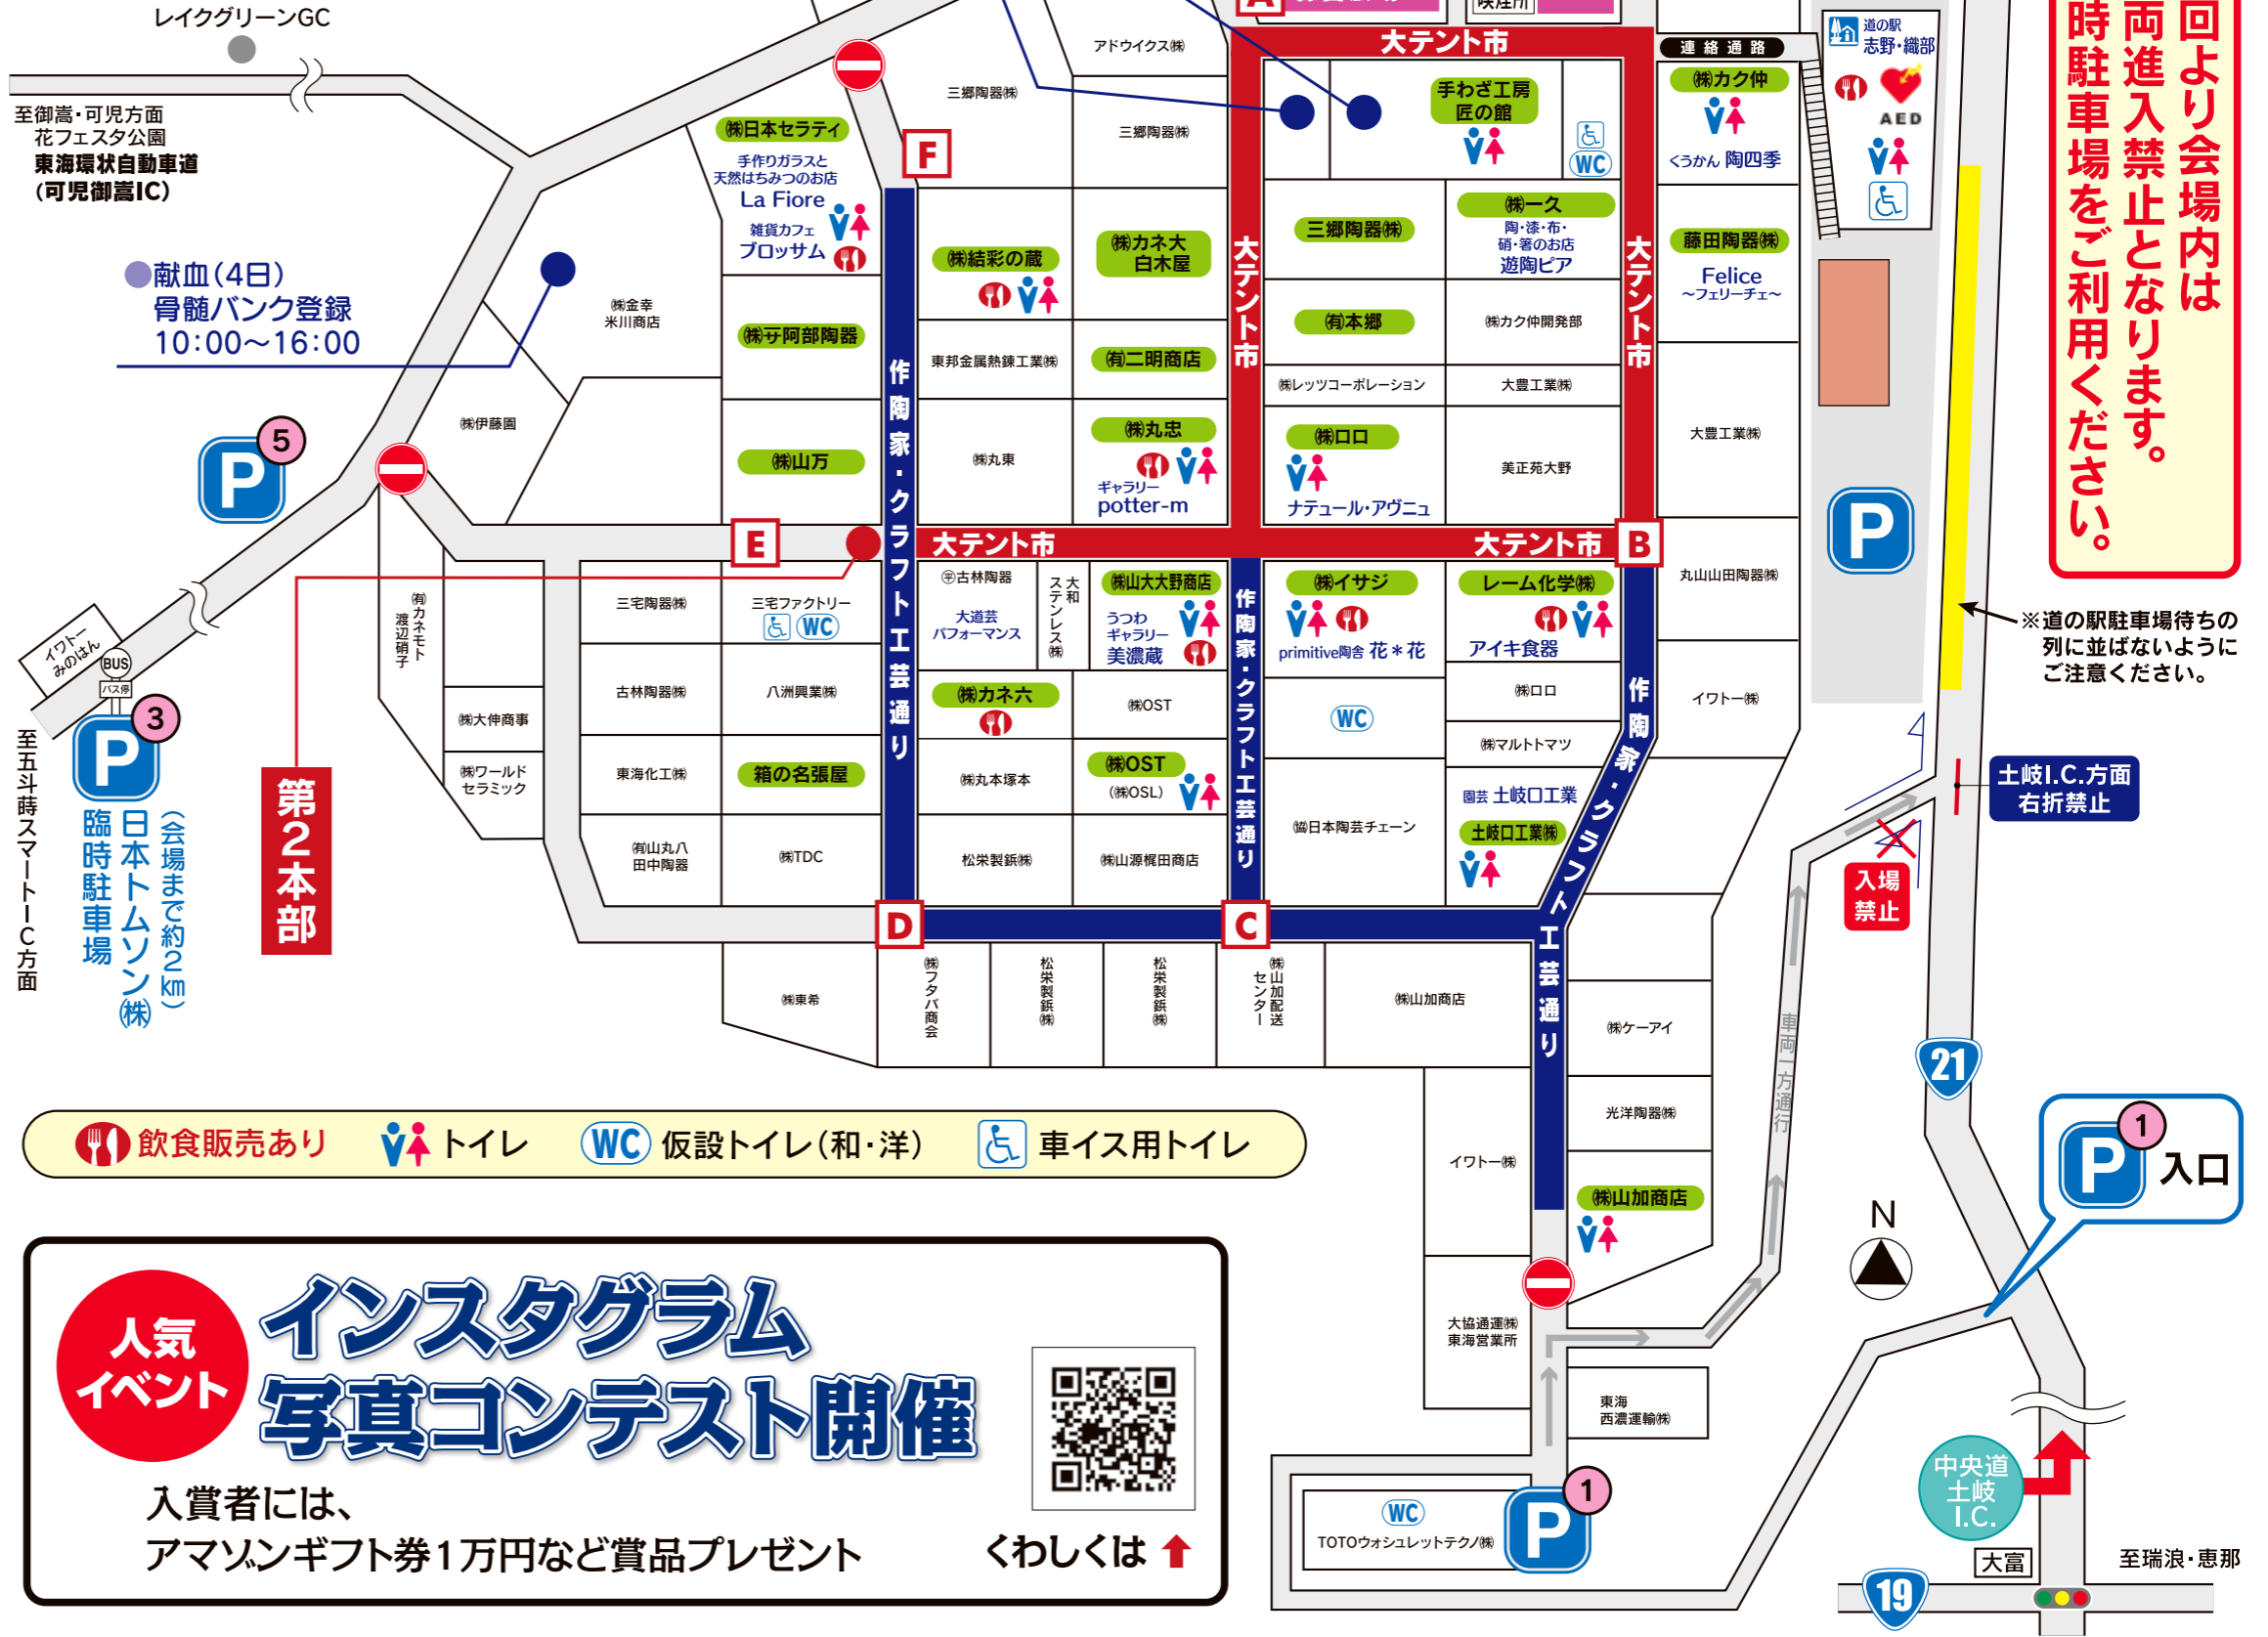 レイクグリーンGC
至御嵩・可児方面
花フェスタ公園
東海環状自動車道
(可児御嵩IC)
献血(4日)
骨髄バンク登録
10:00〜16:00
A
喫煙所
大テント市
連絡通路
道の駅
志野・織部
AED
回より会場内は
両進入禁止となります。
時駐車場をご利用ください。
アドウイクス㈱
三郷陶器㈱
三郷陶器㈱
F
㈱日本セラティ
手作りガラスと
天然はちみつのお店
La Fiore
雑貨カフェ
ブロッサム
手わざ工房
匠の館
WC
㈱カク仲
くうかん 陶四季
㈱結彩の蔵
㈱カネ大
白木屋
大テント市
三郷陶器㈱
㈱一久
陶・漆・布・
硝・箸のお店
遊陶ピア
大テント市
藤田陶器㈱
Felice
〜フェリーチェ〜
㈱金幸
米川商店
㈱サ阿部陶器
東邦金属熱錬工業㈱
㈲二明商店
㈲本郷
㈱カク仲開発部
㈱レッツコーポレーション
大豊工業㈱
大豊工業㈱
㈱伊藤園
㈱山万
作陶家・クラフト工芸通り
㈱丸東
㈱丸忠
ギャラリー
potter-m
㈱ロロ
ナテュール・アヴニュ
美正苑大野
P
5
P
E
大テント市
大テント市
B
丸山山田陶器㈱
※道の駅駐車場待ちの
列に並ばないように
ご注意ください。
イワトー
みのはん
BUS
バス停
P
3
㈲カネモト
渡辺硝子
三宅陶器㈱
三宅ファクトリー
WC
㊥古林陶器
大道芸
パフォーマンス
大和
ステンレス㈱
㈱山大大野商店
うつわ
ギャラリー
美濃蔵
作陶家・クラフト工芸通り
㈱イサジ
primitive陶舎 花＊花
レーム化学㈱
アイキ食器
作陶家・クラフト工芸通り
イワトー㈱
㈱大伸商事
古林陶器㈱
八洲興業㈱
㈱カネ六
㈱OST
WC
㈱ロロ
㈱マルトトマツ
㈱ワールド
セラミック
東海化工㈱
箱の名張屋
㈱丸本塚本
㈱OST
(㈱OSL)
園芸 土岐口工業
土岐口工業㈱
㈿日本陶芸チェーン
土岐I.C.方面
右折禁止
入場
禁止
至五斗蒔スマートIC方面
(会場まで約2km)
日本トムソン㈱
臨時駐車場
第2本部
㈲山丸八
田中陶器
㈱TDC
松栄製鋲㈱
㈱山源梶田商店
D
C
㈱東希
㈱フタバ商会
松栄製鋲㈱
松栄製鋲㈱
㈱山加配送
センター
㈱山加商店
㈱ケーアイ
車両一方通行
21
光洋陶器㈱
P
1
入口
飲食販売あり
トイレ
WC
仮設トイレ(和・洋)
車イス用トイレ
イワトー㈱
㈱山加商店
N
人気
イベント
インスタグラム
写真コンテスト開催
入賞者には、
アマゾンギフト券1万円など賞品プレゼント
くわしくは
大協通運㈱
東海営業所
東海
西濃運輸㈱
WC
TOTOウォシュレットテクノ㈱
P
1
中央道
土岐
I.C.
大富
至瑞浪・恵那
19